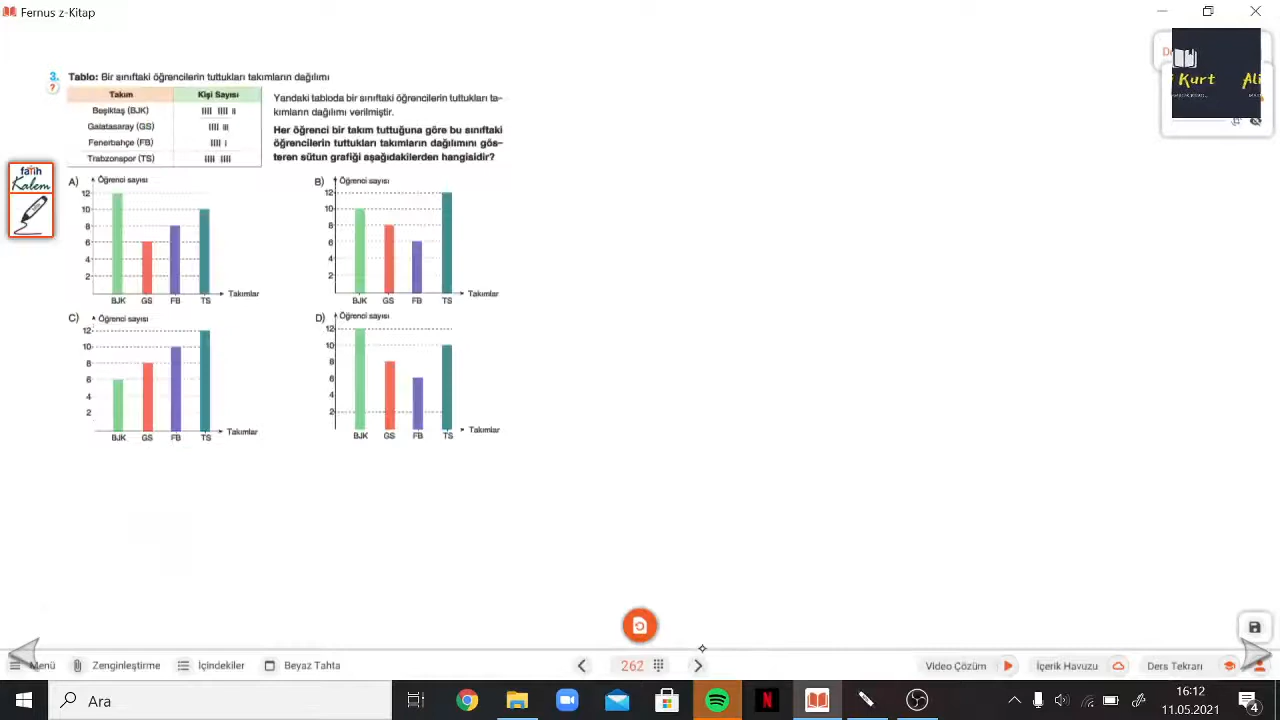 Fernus z-Kitap
3. Tablo: Bir sınıftaki öğrencilerin tuttukları takımların dağılımı
?
Takım Kişi Sayısı
Beşiktaş (BJK)
Galatasaray (GS)
Fenerbahçe (FB)
Trabzonspor (TS)
Yandaki tabloda bir sınıftaki öğrencilerin tuttukları ta-
kımların dağılımı verilmiştir.
Her öğrenci bir takım tuttuğuna göre bu sınıftaki
öğrencilerin tuttukları takımların dağılımını gös-
teren sütun grafiği aşağıdakilerden hangisidir?
Kurt Ali
fatih
Kalem
A) Öğrenci sayısı
12
10
8
6
4
2
BJK GS FB TS
Takımlar
B) Öğrenci sayısı
12
10
8
6
4
2
BJK GS FB TS
Takımlar
C) Öğrenci sayısı
12
10
8
6
4
2
BJK GS FB TS
Takımlar
D) Öğrenci sayısı
12
10
8
6
4
2
BJK GS FB TS
Takımlar
Menü Zenginleştirme İçindekiler Beyaz Tahta 262 Video Çözüm İçerik Havuzu Ders Tekrarı
Ara
16:12
11.05.2021